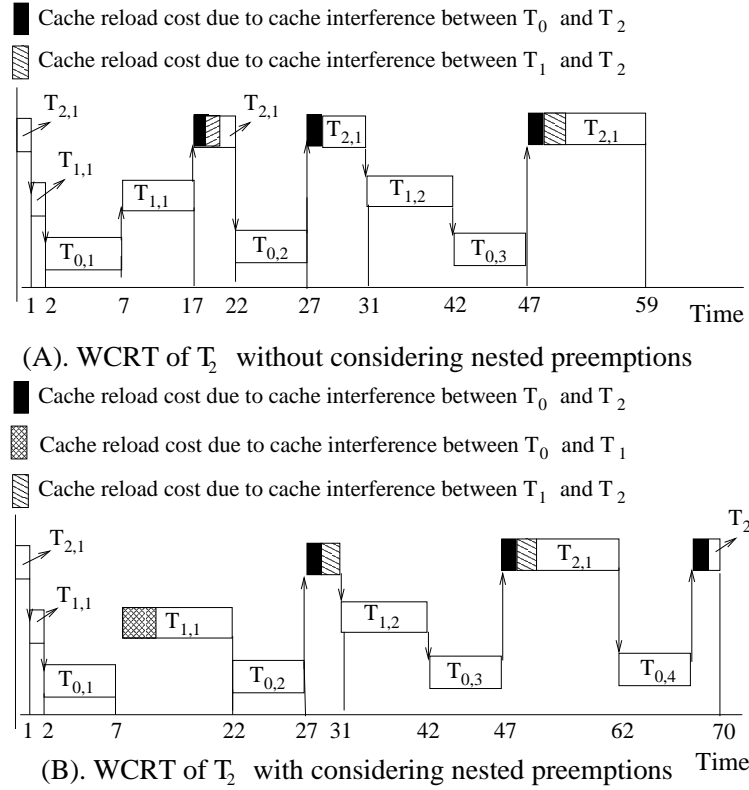 Cache reload cost due to cache interference between T0 and T2
Cache reload cost due to cache interference between T1 and T2
T2,1
T1,1
T0,1
T1,1
T2,1
T0,2
T2,1
T1,2
T0,3
T2,1
1 2 7 17 22 27 31 42 47 59
Time
(A). WCRT of T2 without considering nested preemptions
Cache reload cost due to cache interference between T0 and T2
Cache reload cost due to cache interference between T0 and T1
Cache reload cost due to cache interference between T1 and T2
T2,1
T1,1
T0,1
T1,1
T0,2
T1,2
T0,3
T2,1
T0,4
T2
1 2 7 22 27 31 42 47 62 70
Time
(B). WCRT of T2 with considering nested preemptions